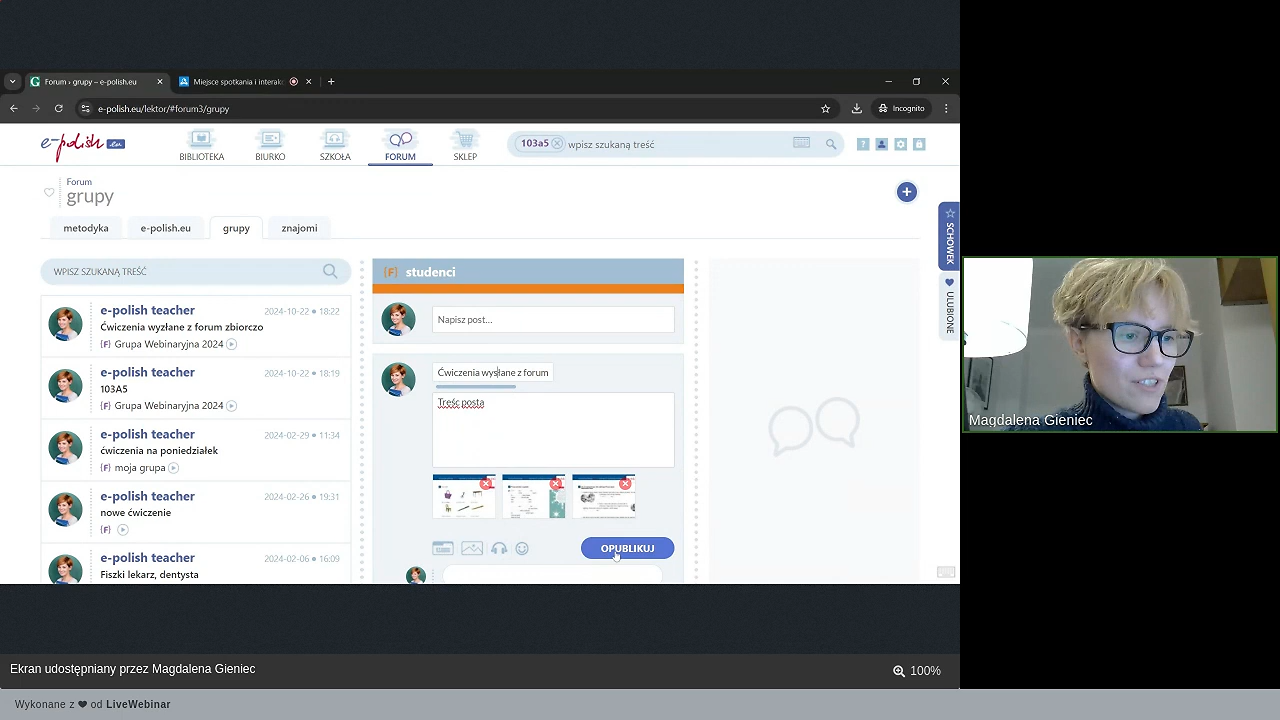 Forum › grupy – e-polish.eu
Miejsce spotkania i interak
e-polish.eu/lektor/#forum3/grupy
Incognito
e-polish.eu
BIBLIOTEKA
BIURKO
SZKOŁA
FORUM
SKLEP
103a5
wpisz szukaną treść
Forum
grupy
metodyka
e-polish.eu
grupy
znajomi
SCHOWEK
ULUBIONE
WPISZ SZUKANĄ TREŚĆ
e-polish teacher
2024-10-22 • 18:22
Ćwiczenia wysłane z forum zbiorcz
{F} Grupa Webinaryjna 2024
e-polish teacher
2024-10-22 • 18:19
103A5
{F} Grupa Webinaryjna 2024
e-polish teacher
2024-02-29 • 11:34
ćwiczenia na poniedziałek
{F} moja grupa
e-polish teacher
2024-02-26 • 12:11
nowe ćwiczenie
{F}
e-polish teacher
2024-02-06 • 16:09
Fiszki lekarz, dentysta
{F} studenci
Napisz post...
Ćwiczenia wysłane z forum
Treść posta
OPUBLIKUJ
Magdalena Gieniec
Ekran udostępniany przez Magdalena Gieniec
100%
Wykonane z ❤ od LiveWebinar